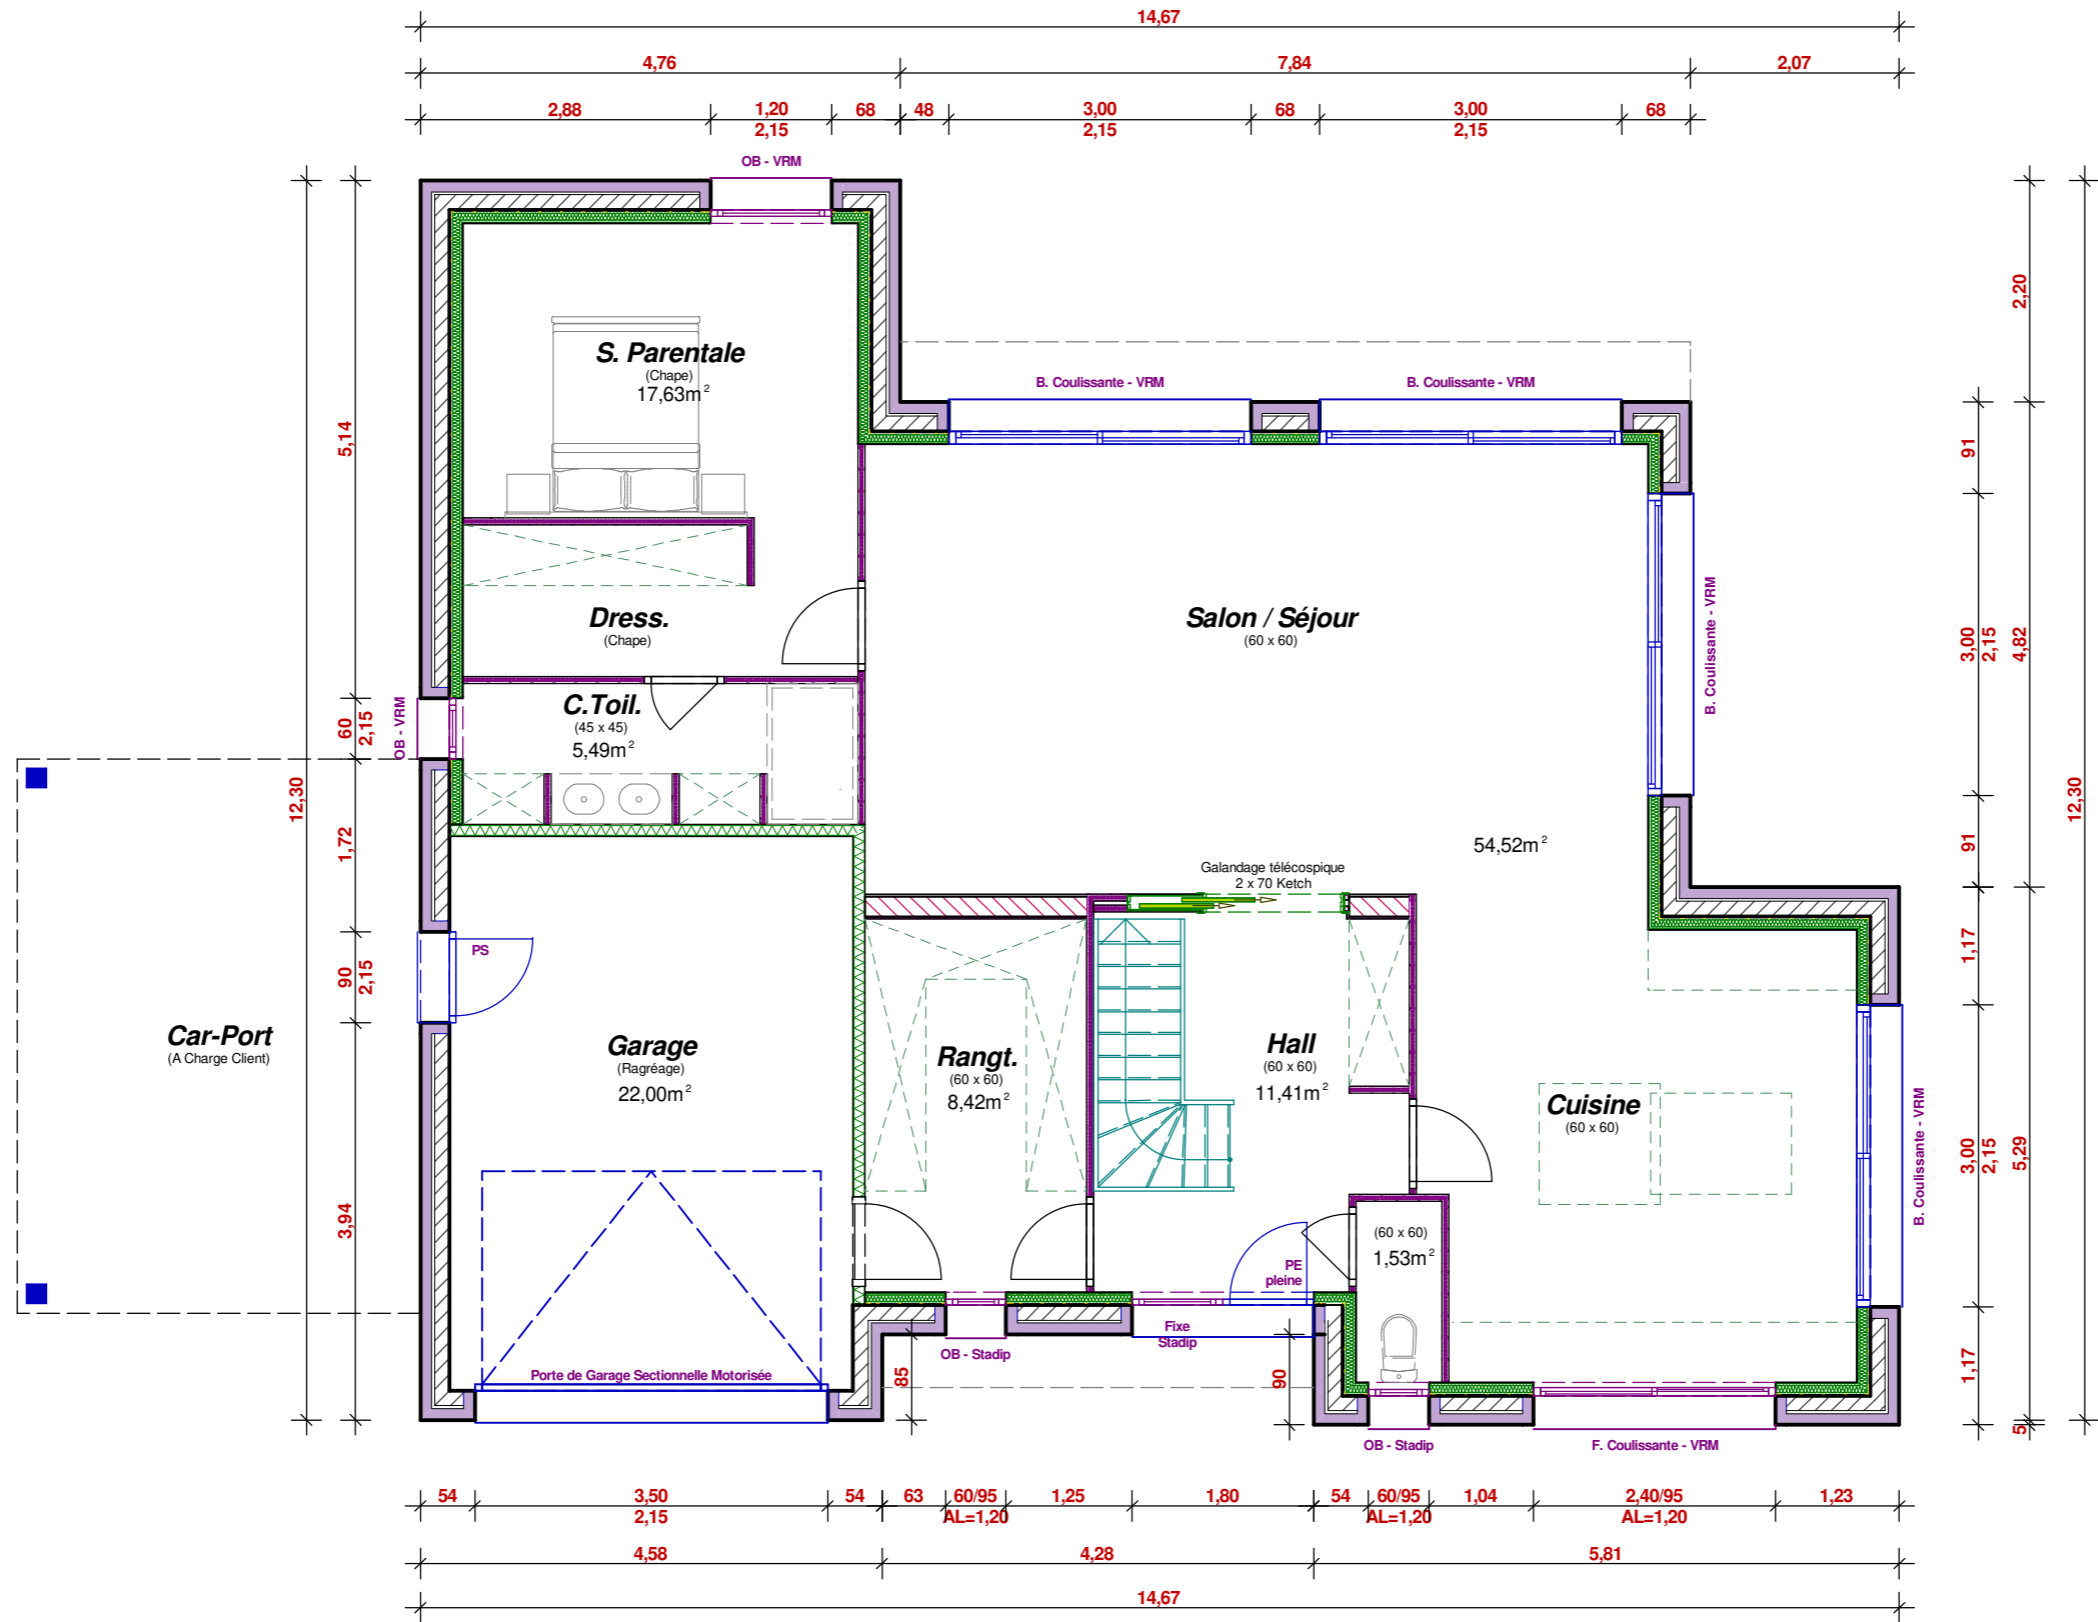 14,67
4,76
7,84
2,07
2,88
1,20
2,15
68
48
3,00
2,15
68
3,00
2,15
68
OB - VRM
2,20
S. Parentale
(Chape)
17,63m²
B. Coulissante - VRM
B. Coulissante - VRM
5,14
91
Dress.
(Chape)
Salon / Séjour
(60 x 60)
B. Coulissante - VRM
3,00
2,15
4,82
C.Toil.
(45 x 45)
5,49m²
OB - VRM
60
2,15
12,30
12,30
1,72
54,52m²
91
Galandage télécospique
2 x 70 Ketch
PS
90
2,15
1,17
Car-Port
(A Charge Client)
Garage
(Ragréage)
22,00m²
Rangt.
(60 x 60)
8,42m²
Hall
(60 x 60)
11,41m²
Cuisine
(60 x 60)
B. Coulissante - VRM
3,00
2,15
5,29
3,94
(60 x 60)
1,53m²
PE
pleine
Fixe
Stadip
OB - Stadip
Porte de Garage Sectionnelle Motorisée
85
90
1,17
5
OB - Stadip
F. Coulissante - VRM
54
3,50
2,15
54
63
60/95
AL=1,20
1,25
1,80
54
60/95
AL=1,20
1,04
2,40/95
AL=1,20
1,23
4,58
4,28
5,81
14,67